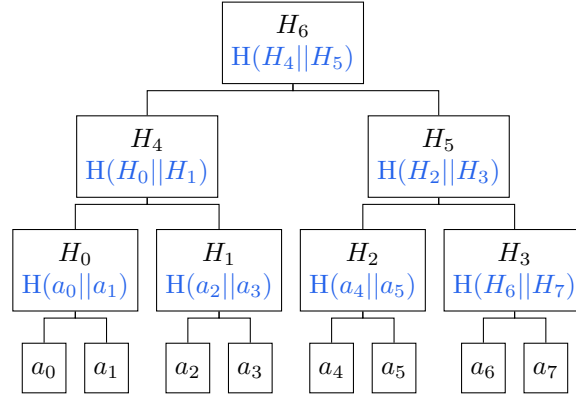 H₆
H(H₄||H₅)
H₄
H(H₀||H₁)
H₅
H(H₂||H₃)
H₀
H(a₀||a₁)
H₁
H(a₂||a₃)
H₂
H(a₄||a₅)
H₃
H(H₆||H₇)
a₀
a₁
a₂
a₃
a₄
a₅
a₆
a₇